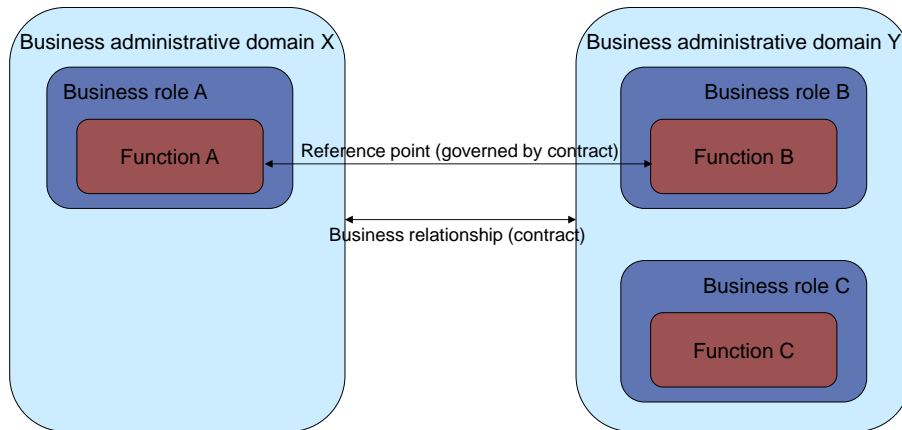 Business administrative domain X
Business administrative domain Y
Business role A
Business role B
Function A
Reference point (governed by contract)
Function B
Business relationship (contract)
Business role C
Function C